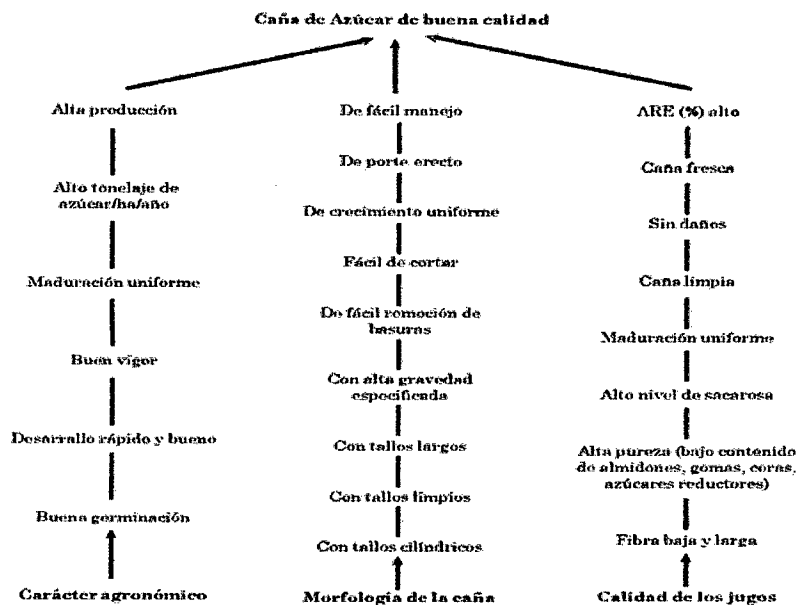 Caña de Azúcar de buena calidad
Alta producción
Alto tonelaje de
azúcar/ha/año
Maduración uniforme
Buen vigor
Desarrallo rápido y bueno
Buena germinación
Carácter agronómico
De fácil manejo
De porte erecto
De crecimiento uniforme
Fácil de cortar
De fácil remoción de
basuras
Con alta gravedad
especificada
Con tallos largos
Con tallos limpios
Con tallos cilíndricos
Morfología de la caña
ARE (%) alto
Caña fresca
Sin daños
Caña limpia
Maduración uniforme
Alto nivel de sacarosa
Alta pureza (bajo contenido
de almidones, gomas, ceras,
azúcares reductores)
Fibra baja y larga
Calidad de los jugos